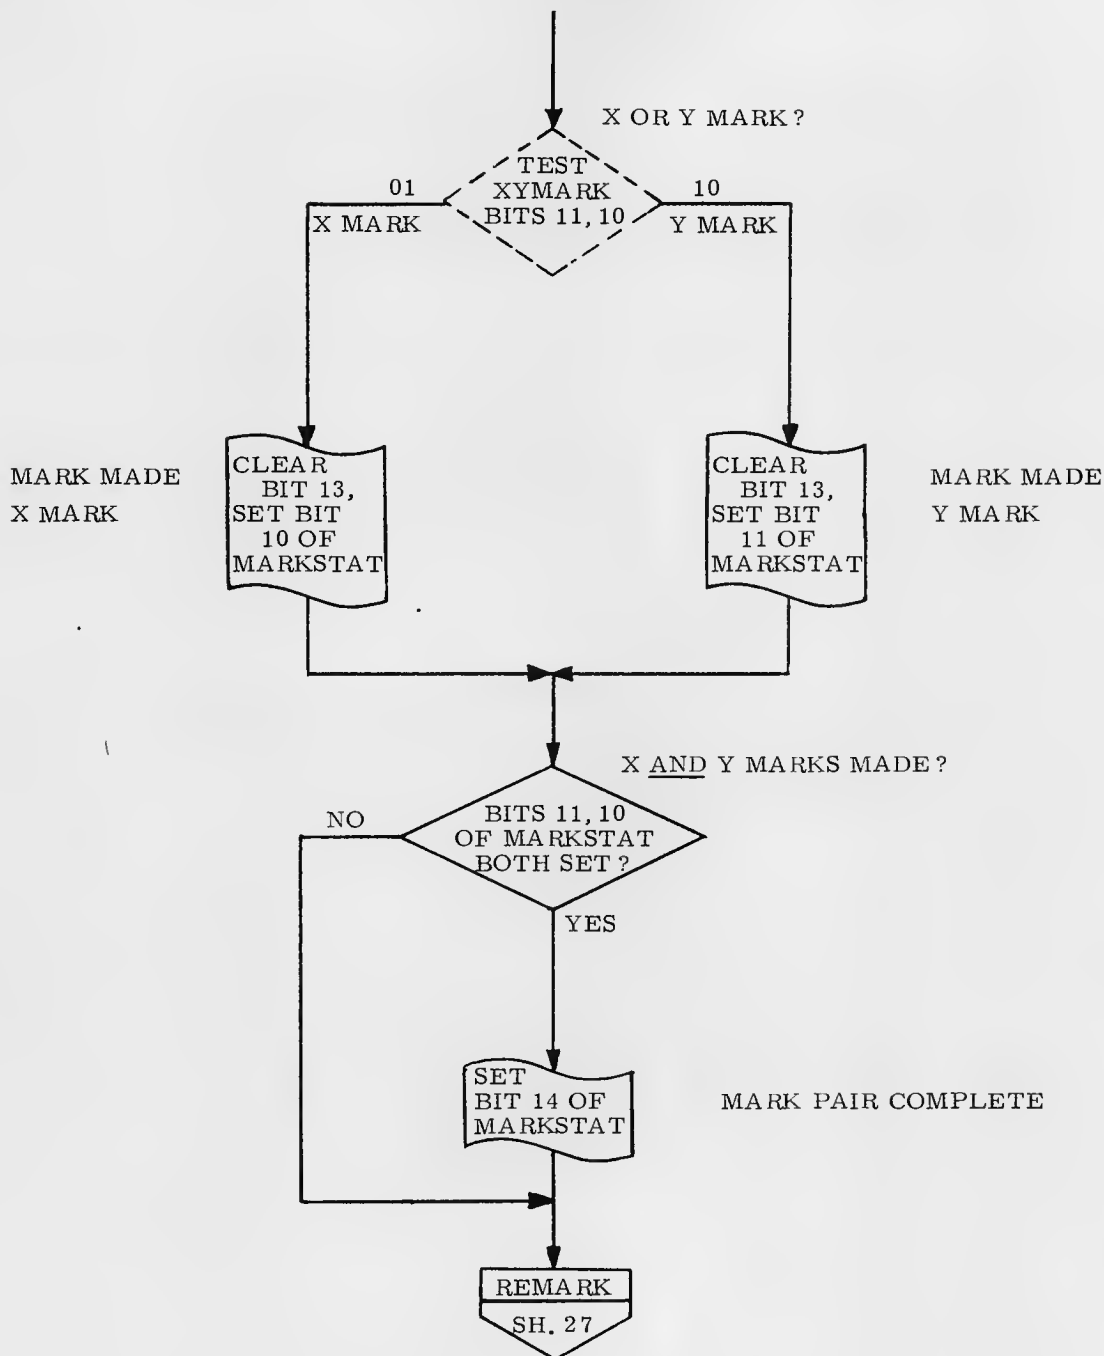 X OR Y MARK?
TEST
XYMARK
BITS 11, 10
01
X MARK
10
Y MARK
MARK MADE
X MARK
CLEAR
BIT 13,
SET BIT
10 OF
MARKSTAT
CLEAR
BIT 13,
SET BIT
11 OF
MARKSTAT
MARK MADE
Y MARK
X AND Y MARKS MADE?
BITS 11, 10
OF MARKSTAT
BOTH SET?
NO
YES
SET
BIT 14 OF
MARKSTAT
MARK PAIR COMPLETE
REMARK
SH. 27